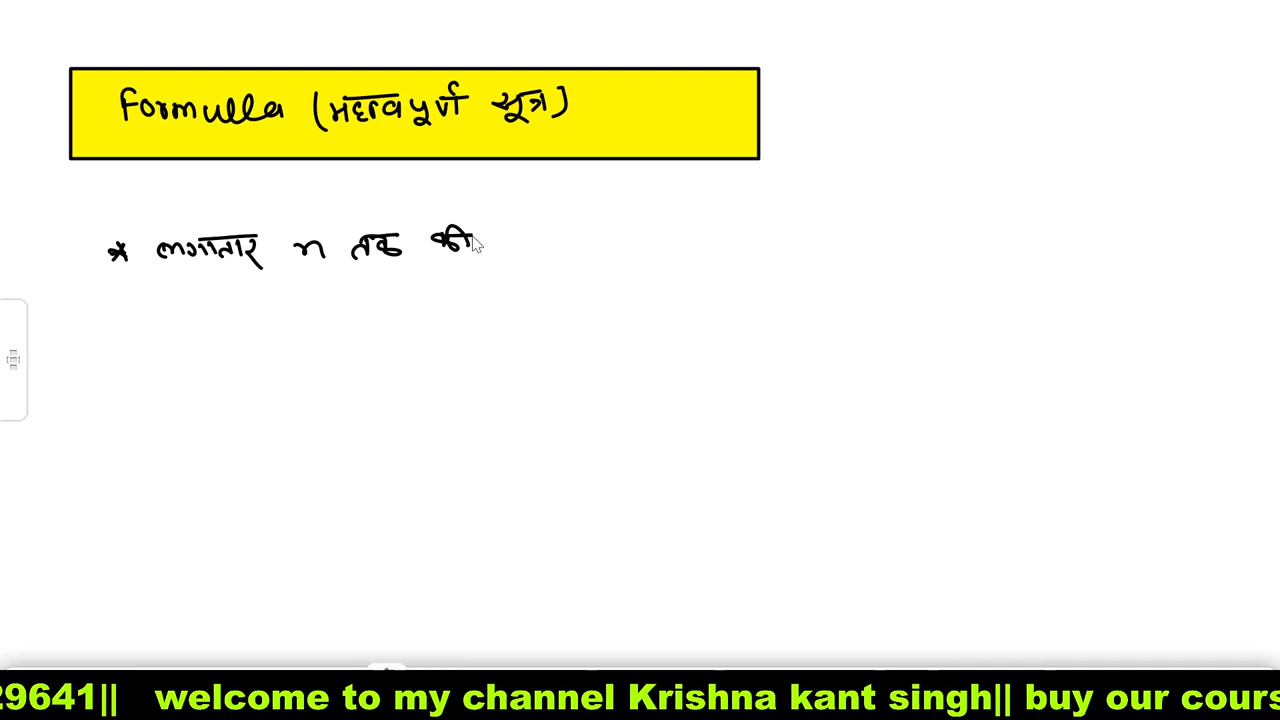 Formulla (महत्वपूर्ण सूत्र)
* लगातार n तक की
29641|| welcome to my channel Krishna kant singh|| buy our cours